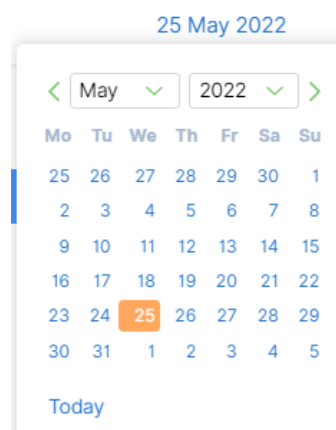 25 May 2022
May 2022
Mo Tu We Th Fr Sa Su
25 26 27 28 29 30 1
2 3 4 5 6 7 8
9 10 11 12 13 14 15
16 17 18 19 20 21 22
23 24 25 26 27 28 29
30 31 1 2 3 4 5
Today